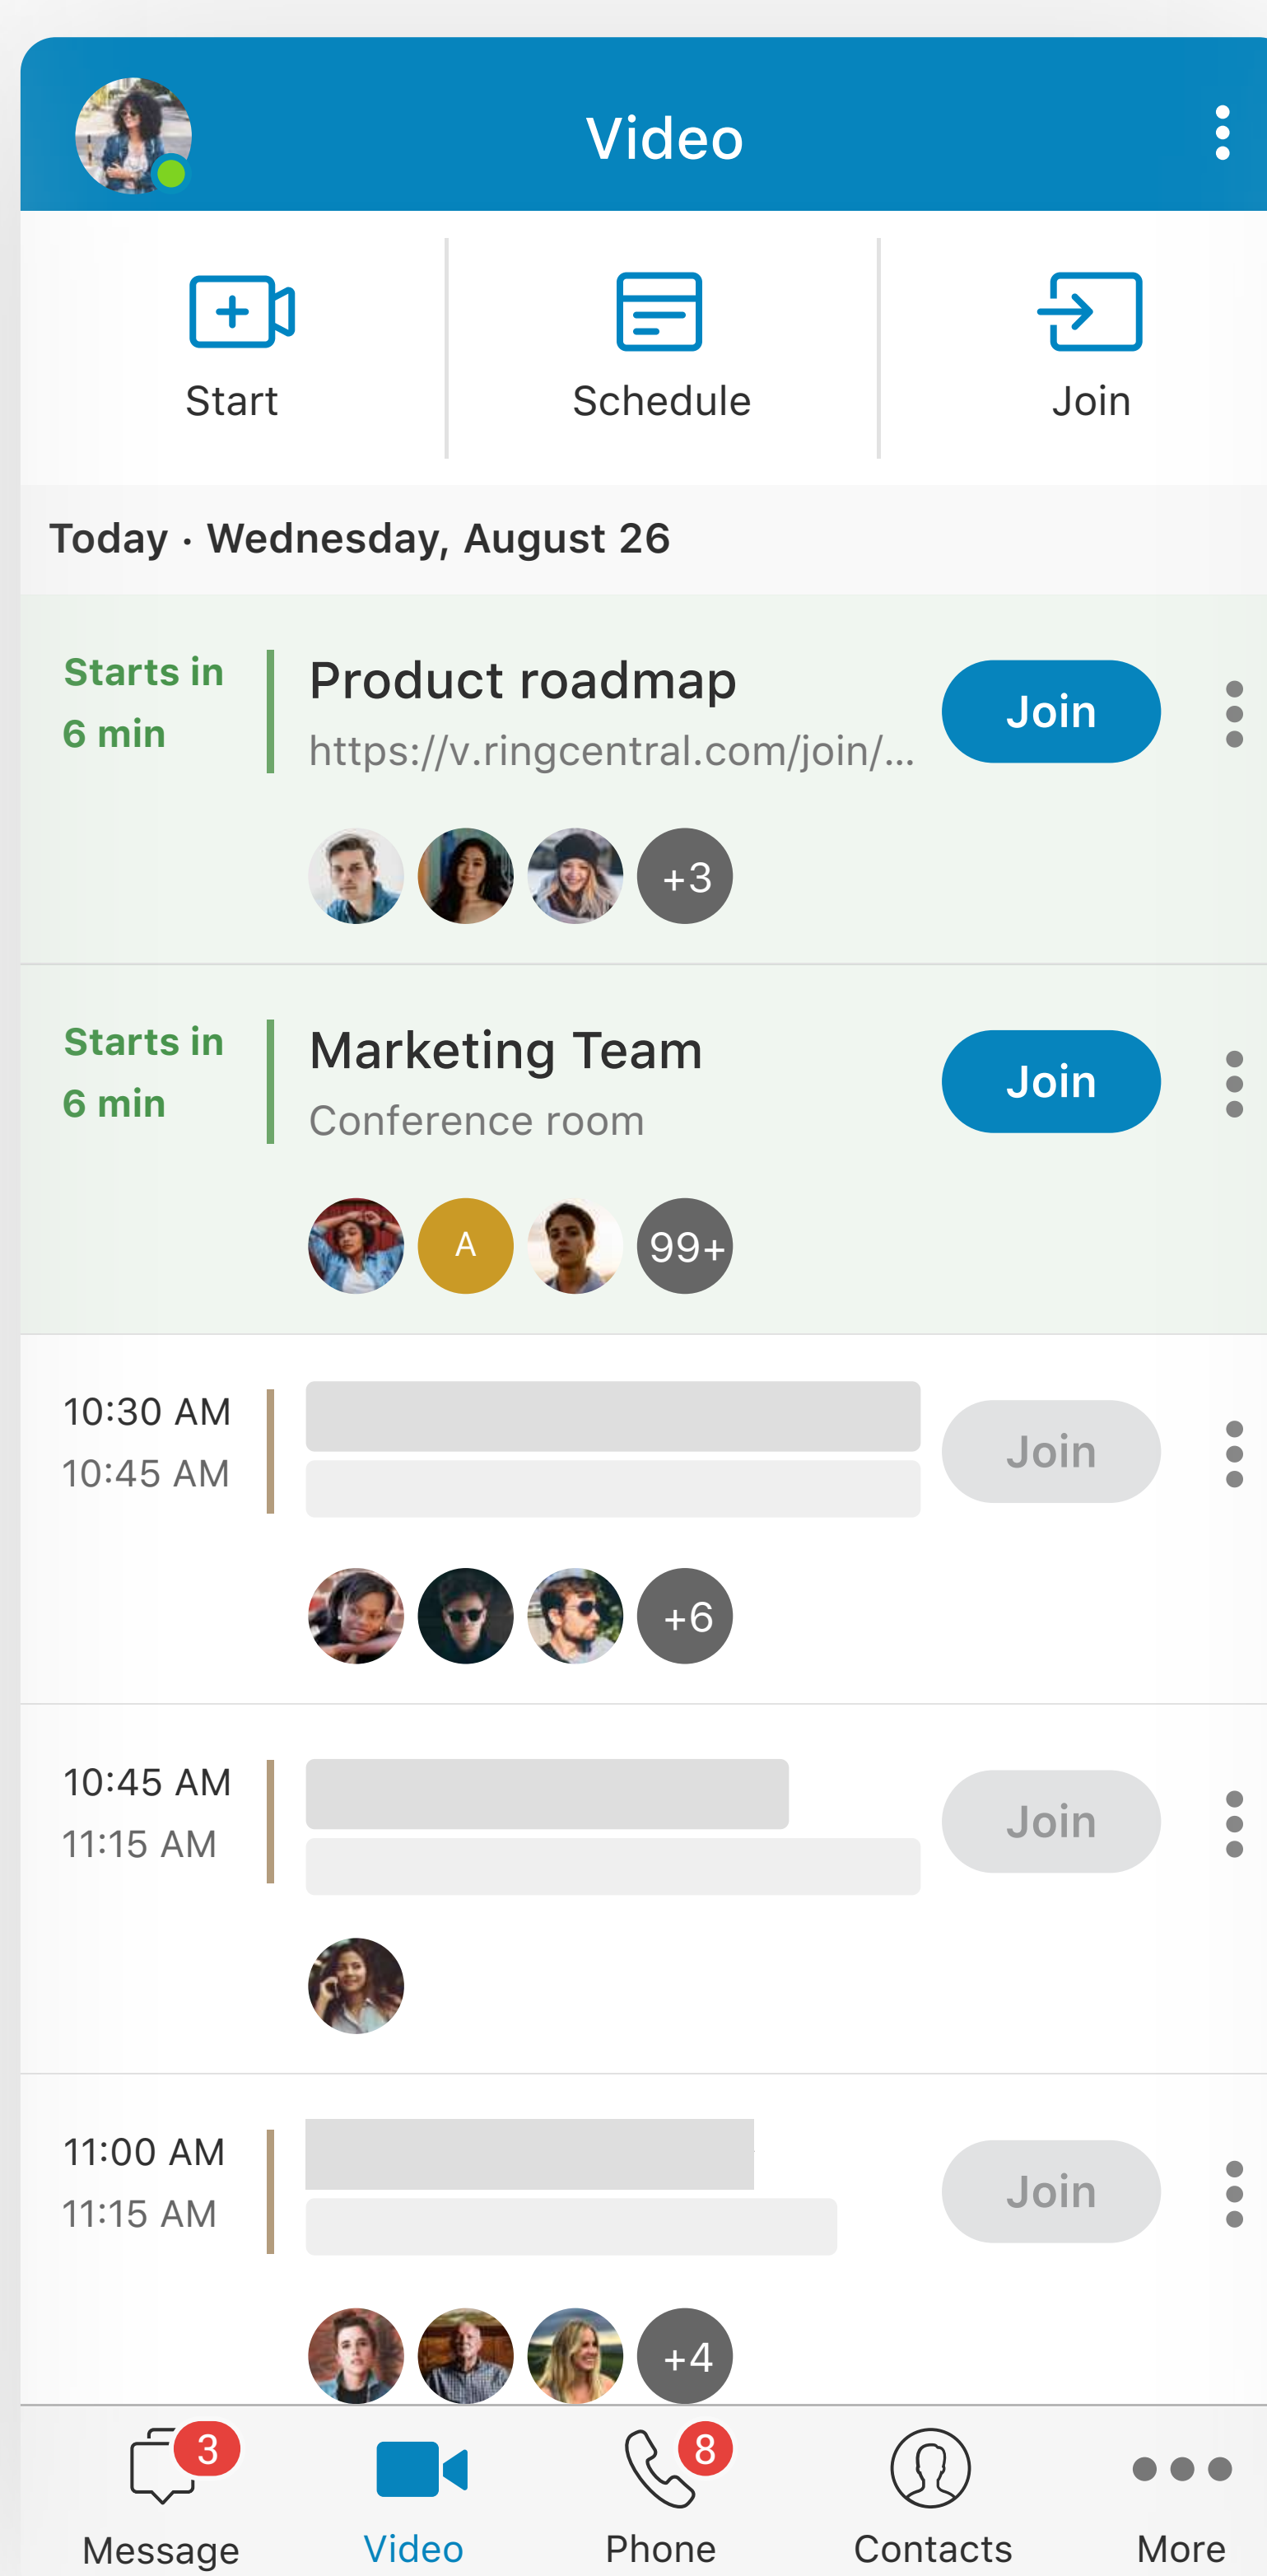 Video
Start
Schedule
Join
Today · Wednesday, August 26
Starts in
6 min
Product roadmap
https://v.ringcentral.com/join/...
Join
+3
Starts in
6 min
Marketing Team
Conference room
Join
A
99+
10:30 AM
10:45 AM
Join
+6
10:45 AM
11:15 AM
Join
11:00 AM
11:15 AM
Join
+4
3
8
Message
Video
Phone
Contacts
More